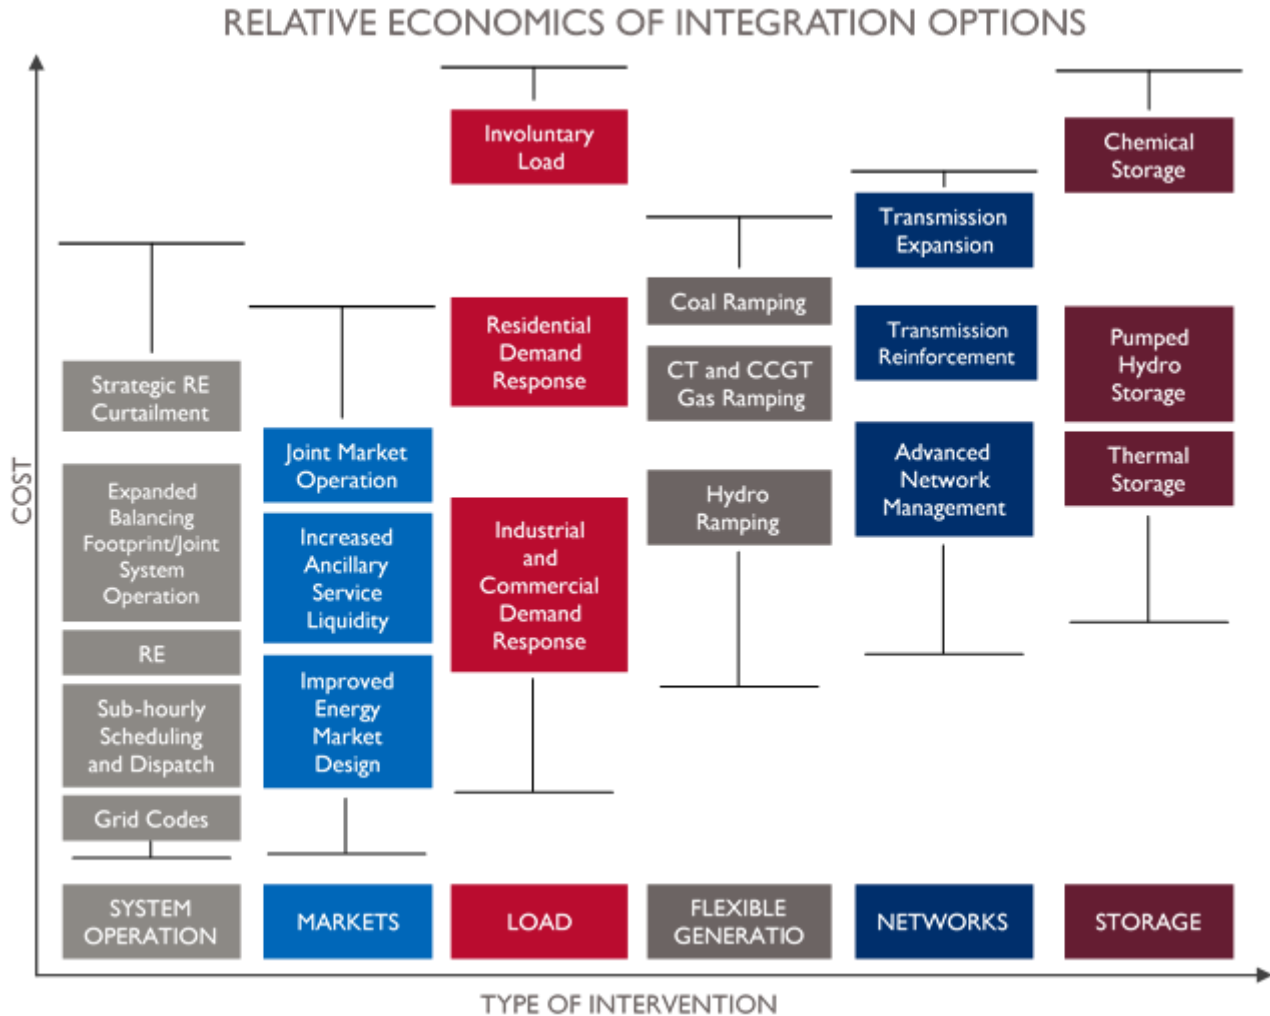 RELATIVE ECONOMICS OF INTEGRATION OPTIONS
COST
Strategic RE
Curtailment
Expanded
Balancing
Footprint/Joint
System
Operation
RE
Sub-hourly
Scheduling
and Dispatch
Grid Codes
SYSTEM
OPERATION
Joint Market
Operation
Increased
Ancillary
Service
Liquidity
Improved
Energy
Market
Design
MARKETS
Involuntary
Load
Residential
Demand
Response
Industrial
and
Commercial
Demand
Response
LOAD
Coal Ramping
CT and CCGT
Gas Ramping
Hydro
Ramping
FLEXIBLE
GENERATIO
Transmission
Expansion
Transmission
Reinforcement
Advanced
Network
Management
NETWORKS
Chemical
Storage
Pumped
Hydro
Storage
Thermal
Storage
STORAGE
TYPE OF INTERVENTION